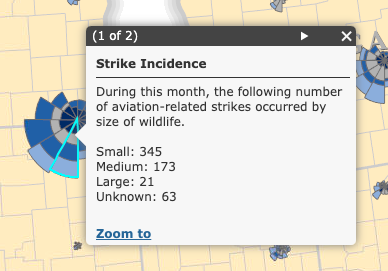 (1 of 2)
Strike Incidence
During this month, the following number
of aviation-related strikes occurred by
size of wildlife.
Small: 345
Medium: 173
Large: 21
Unknown: 63
Zoom to